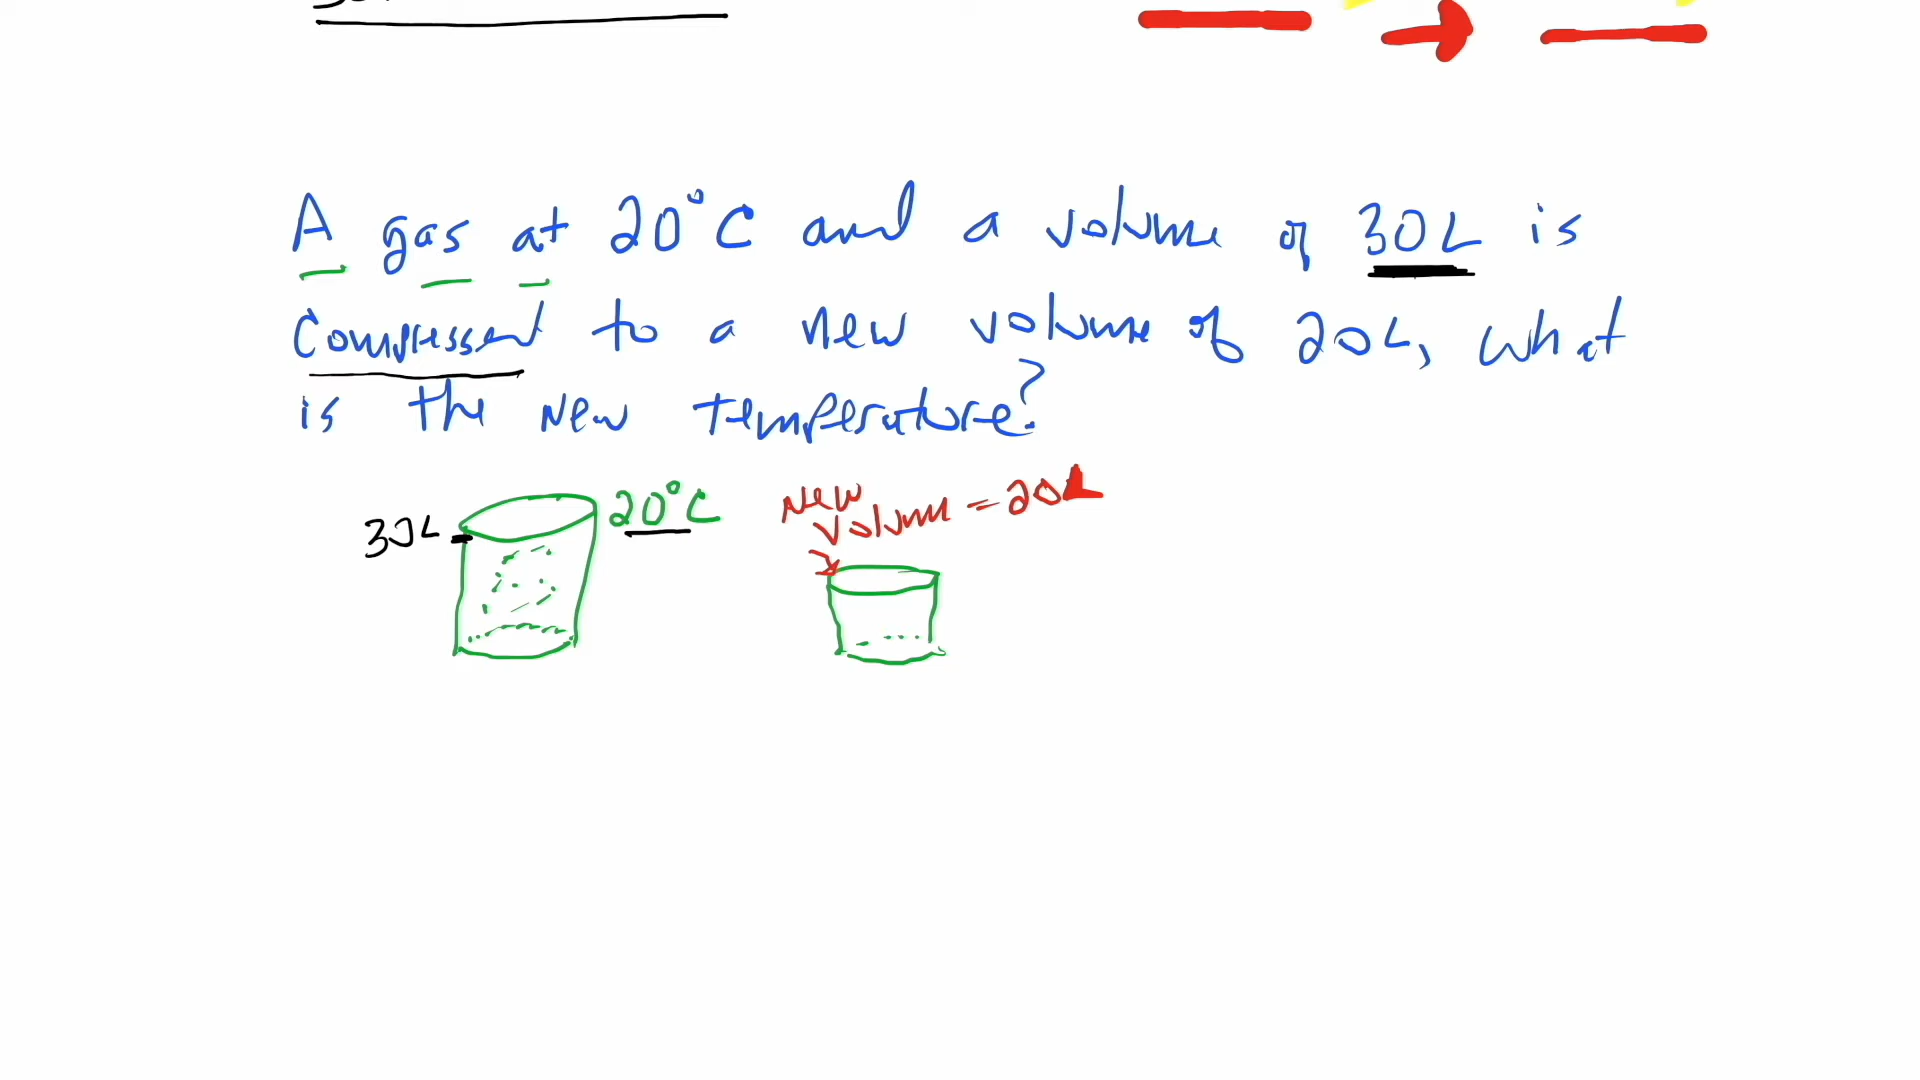 A gas at 20°C and a volume of 30L is
compressed to a new volume of 20L, what
is the new temperature?
30L
20°C
New
volume = 20L